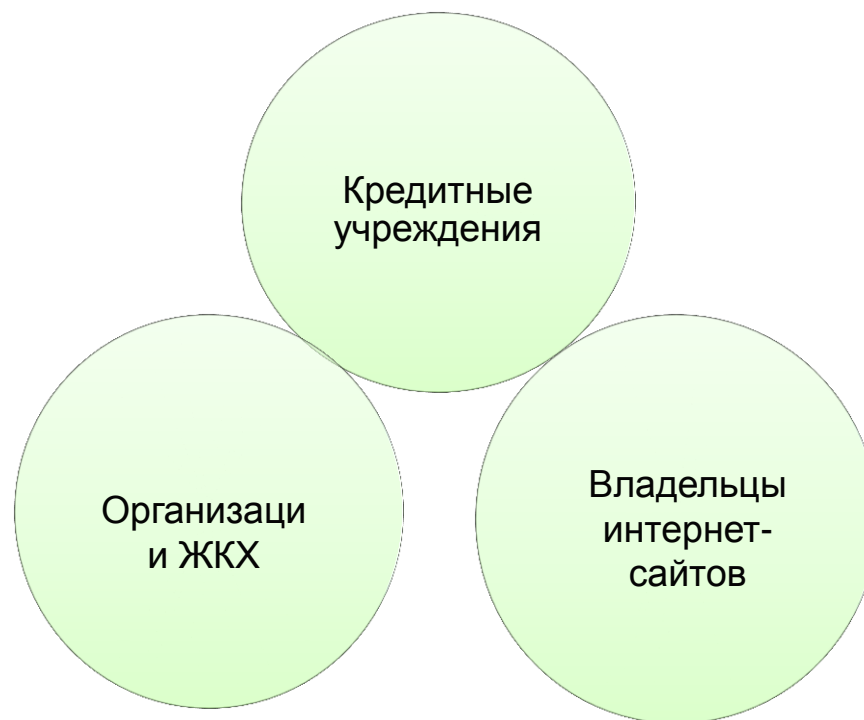 Кредитные
учреждения
Организаци
и ЖКХ
Владельцы
интернет-
сайтов